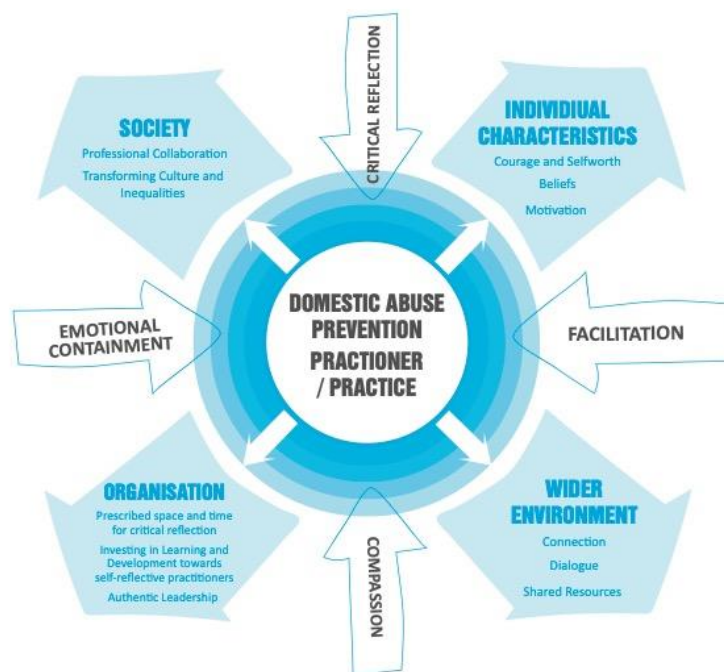 CRITICAL REFLECTION
SOCIETY
Professional Collaboration
Transforming Culture and
Inequalities
INDIVIDIUAL
CHARACTERISTICS
Courage and Selfworth
Beliefs
Motivation
EMOTIONAL
CONTAINMENT
DOMESTIC ABUSE
PREVENTION
PRACTIONER
/ PRACTICE
FACILITATION
ORGANISATION
Prescribed space and time
for critical reflection
Investing in Learning and
Development towards
self-reflective practitioners
Authentic Leadership
WIDER
ENVIRONMENT
Connection
Dialogue
Shared Resources
COMPASSION